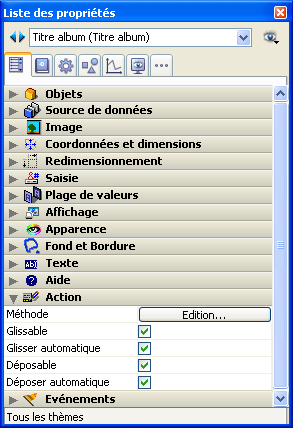 Liste des propriétés
Titre album (Titre album)
Objets
Source de données
Image
Coordonnées et dimensions
Redimensionnement
Saisie
Plage de valeurs
Affichage
Apparence
Fond et Bordure
Texte
Aide
Action
Méthode Edition...
Glissable
Glisser automatique
Déposable
Déposer automatique
Evénements
Tous les thèmes